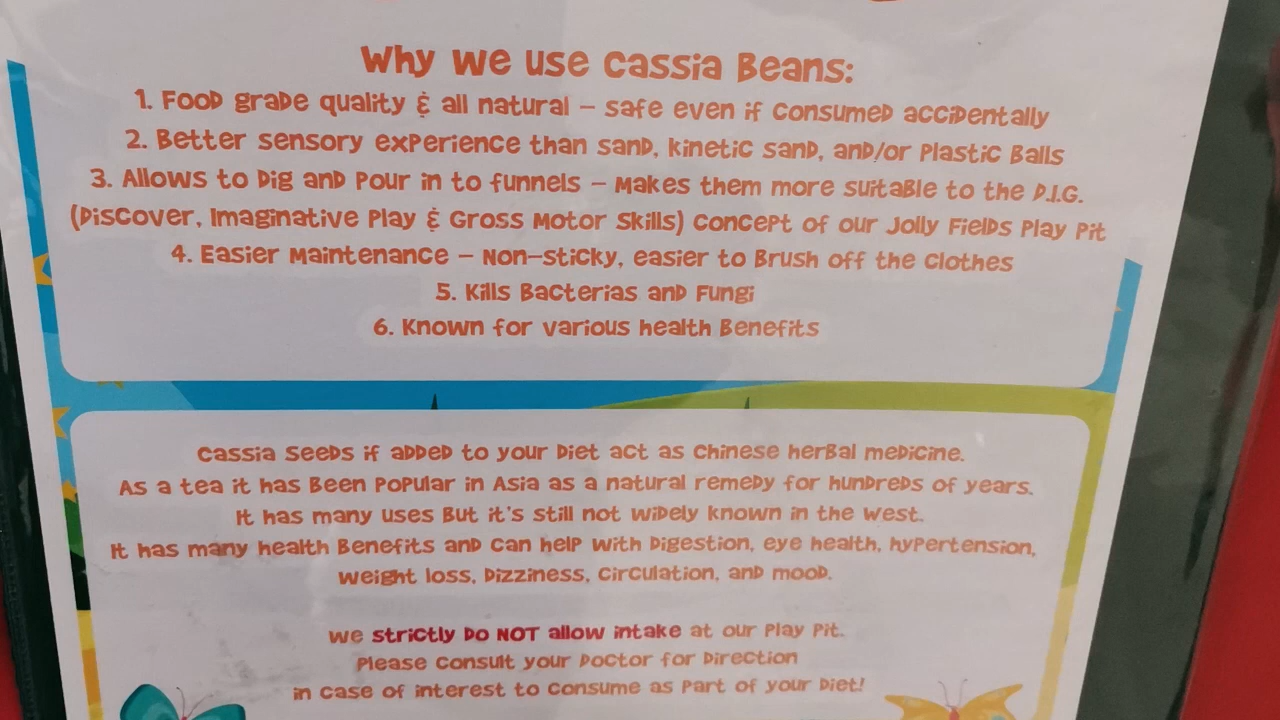 Why we use Cassia Beans:
1. Food grade quality & all natural – safe even if consumed accidentally
2. Better sensory experience than sand, kinetic sand, and/or plastic balls
3. Allows to dig and pour in to funnels – makes them more suitable to the D.I.G.
(Discover, Imaginative Play & Gross Motor Skills) concept of our Jolly Fields Play Pit
4. Easier Maintenance – Non-sticky, easier to brush off the clothes
5. Kills Bacterias and Fungi
6. Known for various health benefits
Cassia seeds if added to your diet act as Chinese herbal medicine.
As a tea it has been popular in Asia as a natural remedy for hundreds of years.
It has many uses but it's still not widely known in the West.
It has many health benefits and can help with digestion, eye health, hypertension,
weight loss, dizziness, circulation, and mood.
We strictly DO NOT allow intake at our Play Pit.
Please consult your Doctor for direction
in case of interest to consume as part of your diet!